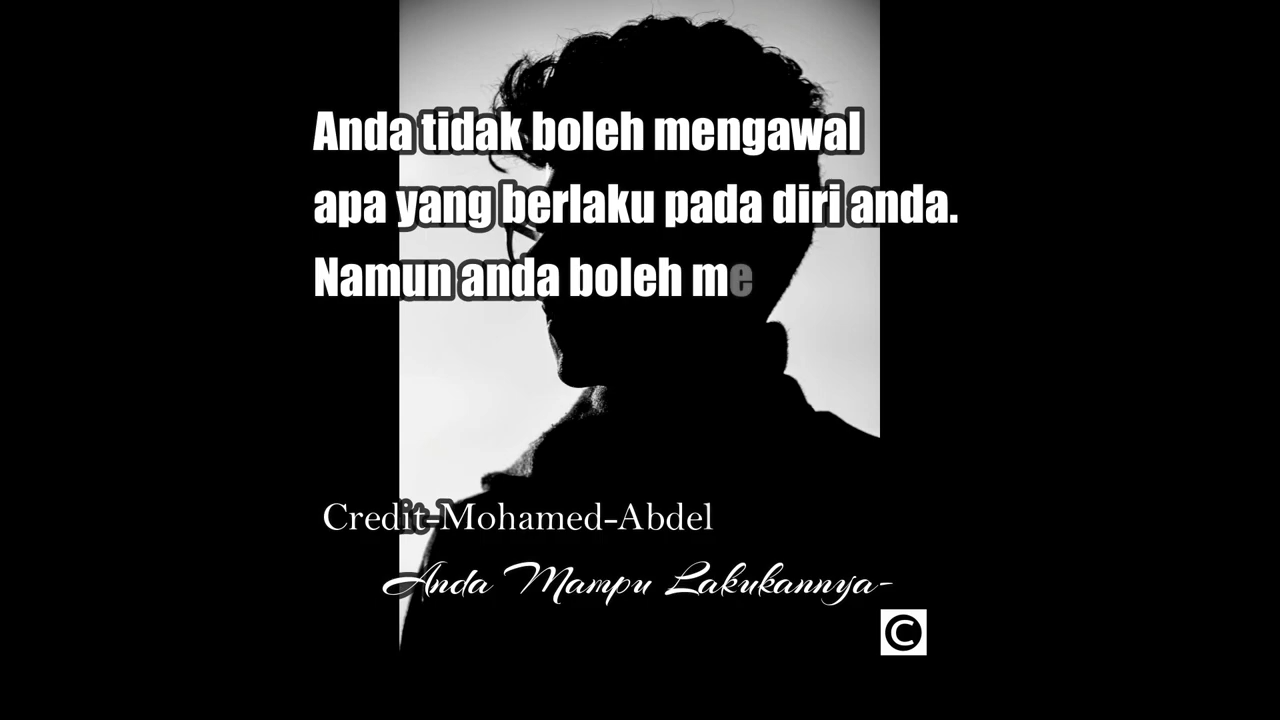 Anda tidak boleh mengawal
apa yang berlaku pada diri anda.
Namun anda boleh me
Credit-Mohamed-Abdel
Anda Mampu Lakukannya-
©